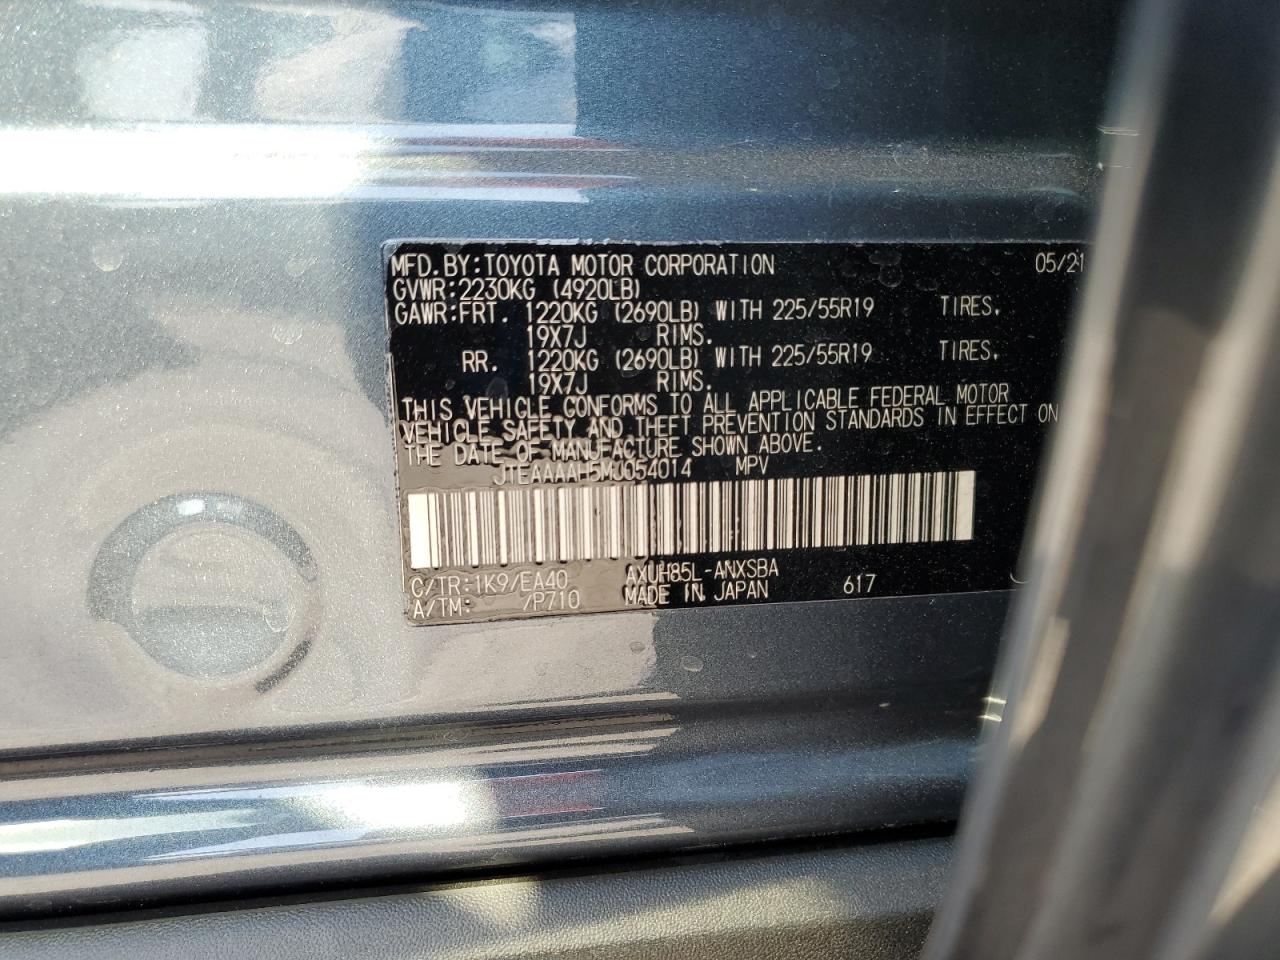 MFD.BY:TOYOTA MOTOR CORPORATION 05/21
GVWR:2230KG (4920LB)
GAWR:FRT. 1220KG (2690LB) WITH 225/55R19 TIRES,
19X7J RIMS.
RR. 1220KG (2690LB) WITH 225/55R19 TIRES,
19X7J RIMS.
THIS VEHICLE CONFORMS TO ALL APPLICABLE FEDERAL MOTOR
VEHICLE SAFETY AND THEFT PREVENTION STANDARDS IN EFFECT ON
THE DATE OF MANUFACTURE SHOWN ABOVE.
JTEAAAAH5MJ054014 MPV
C/TR:1K9/EA40 AXUH85L-ANXSBA
A/TM: /P710 MADE IN JAPAN 617